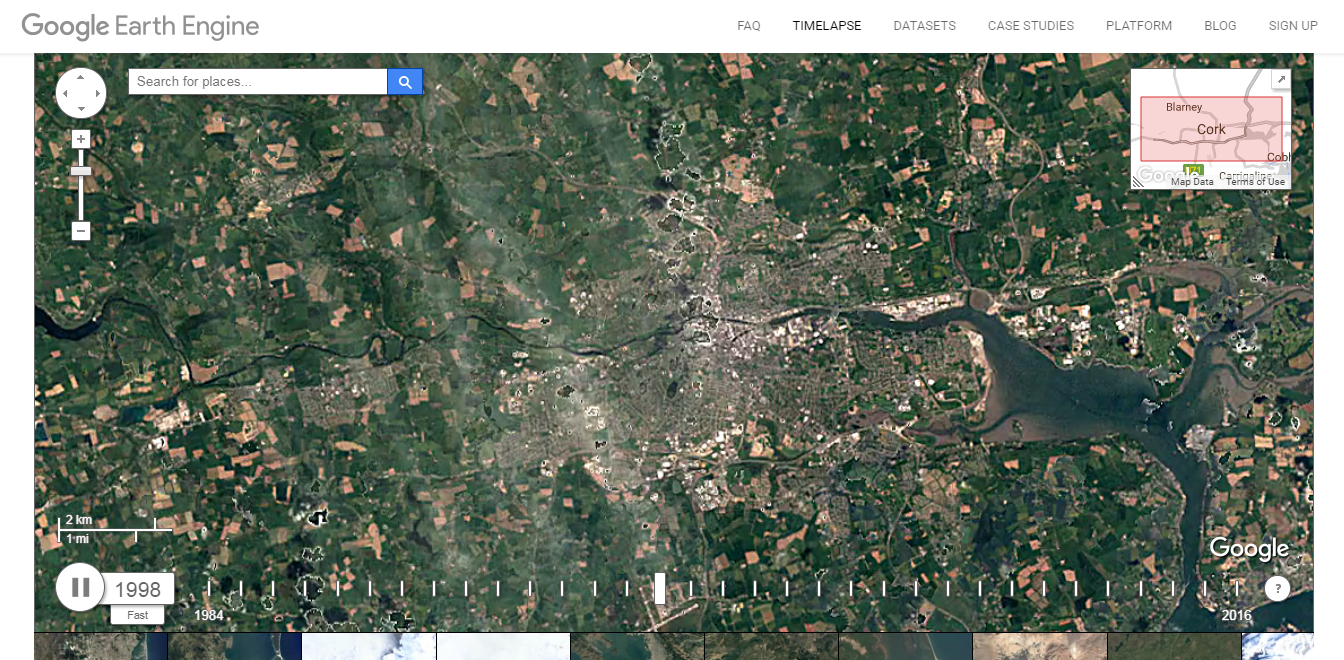 Google Earth Engine
FAQ TIMELAPSE DATASETS CASE STUDIES PLATFORM BLOG SIGN UP
Search for places...
Blarney
Cork
Cobh
Carrigaline
Google
Map Data Terms of Use
2 km
1 mi
Google
1998
Fast
1984
2016
?